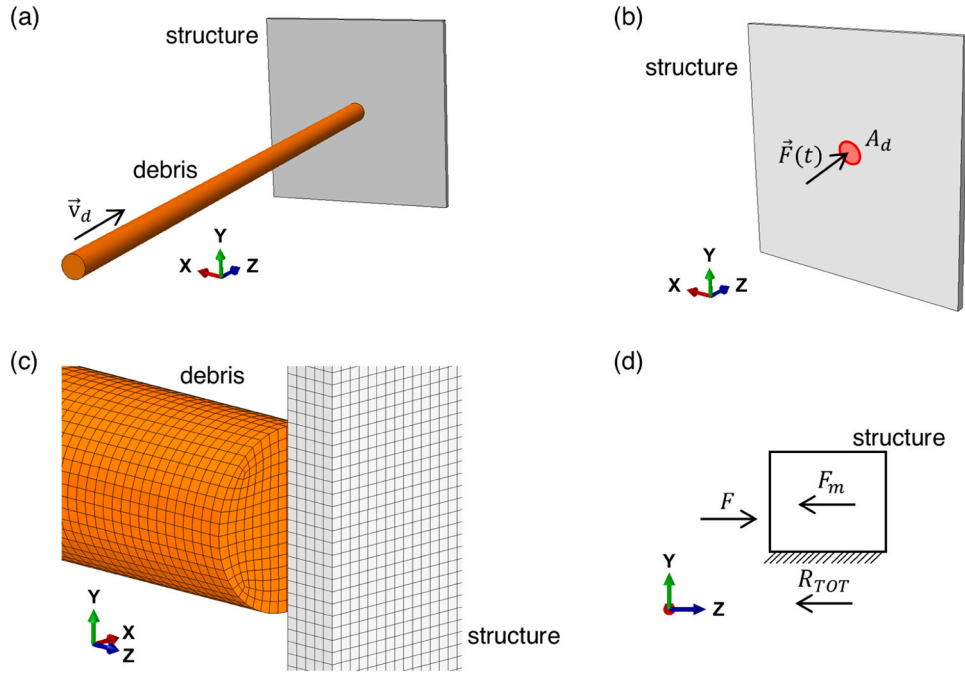 (a)
structure
debris
v⃗_d
Y
X
Z
(b)
structure
F⃗(t)
A_d
Y
X
Z
(c)
debris
structure
Y
X
Z
(d)
structure
F
F_m
R_TOT
Y
Z